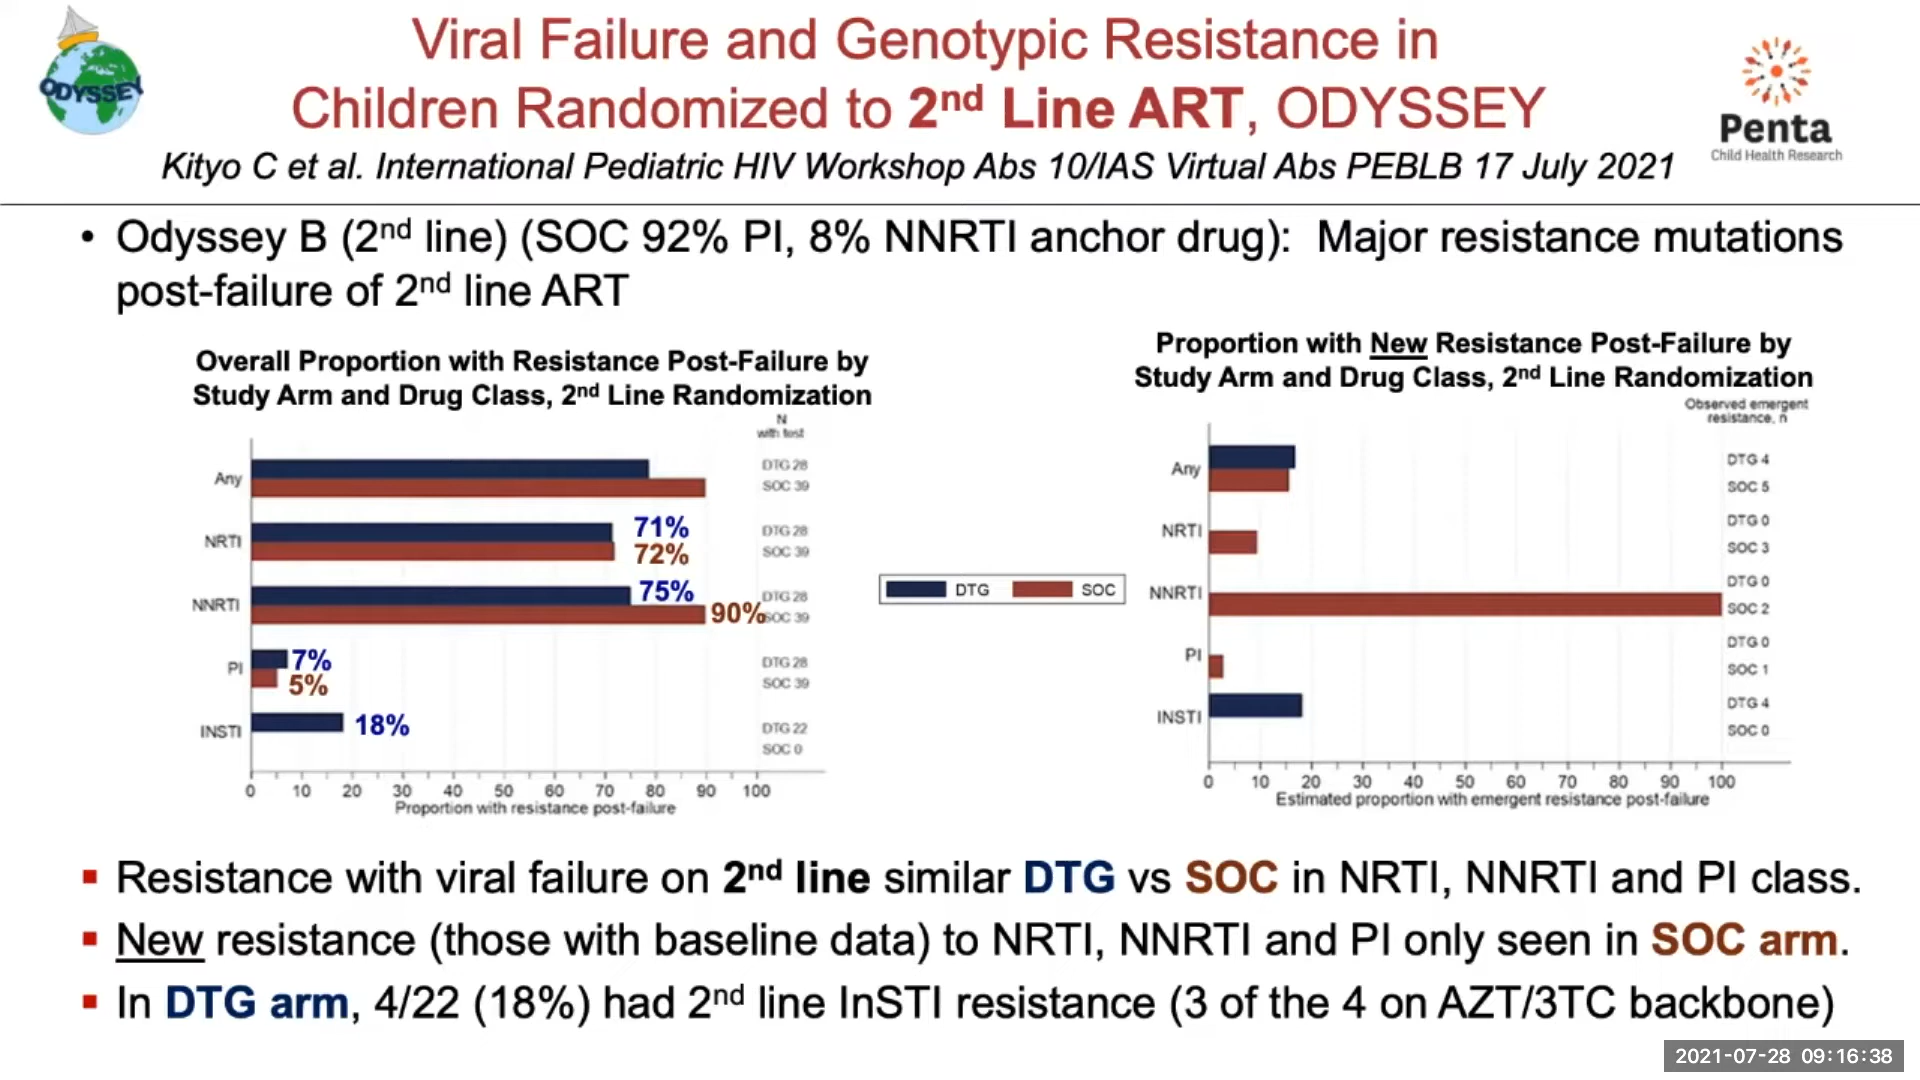 ODYSSEY
Viral Failure and Genotypic Resistance in
Children Randomized to 2nd Line ART, ODYSSEY
Penta
Child Health Research
Kityo C et al. International Pediatric HIV Workshop Abs 10/IAS Virtual Abs PEBLB 17 July 2021
• Odyssey B (2nd line) (SOC 92% PI, 8% NNRTI anchor drug): Major resistance mutations
post-failure of 2nd line ART
Overall Proportion with Resistance Post-Failure by
Study Arm and Drug Class, 2nd Line Randomization
N
with test
Any
DTG 28
SOC 39
NRTI
71%
72%
DTG 28
SOC 39
NNRTI
75%
90%
DTG 28
SOC 39
PI
7%
5%
DTG 28
SOC 39
INSTI
18%
DTG 22
SOC 0
0 10 20 30 40 50 60 70 80 90 100
Proportion with resistance post-failure
DTG SOC
Proportion with New Resistance Post-Failure by
Study Arm and Drug Class, 2nd Line Randomization
Observed emergent
resistance, n
Any
DTG 4
SOC 5
NRTI
DTG 0
SOC 3
NNRTI
DTG 0
SOC 2
PI
DTG 0
SOC 1
INSTI
DTG 4
SOC 0
0 10 20 30 40 50 60 70 80 90 100
Estimated proportion with emergent resistance post-failure
▪ Resistance with viral failure on 2nd line similar DTG vs SOC in NRTI, NNRTI and PI class.
▪ New resistance (those with baseline data) to NRTI, NNRTI and PI only seen in SOC arm.
▪ In DTG arm, 4/22 (18%) had 2nd line InSTI resistance (3 of the 4 on AZT/3TC backbone)
2021-07-28 09:16:38